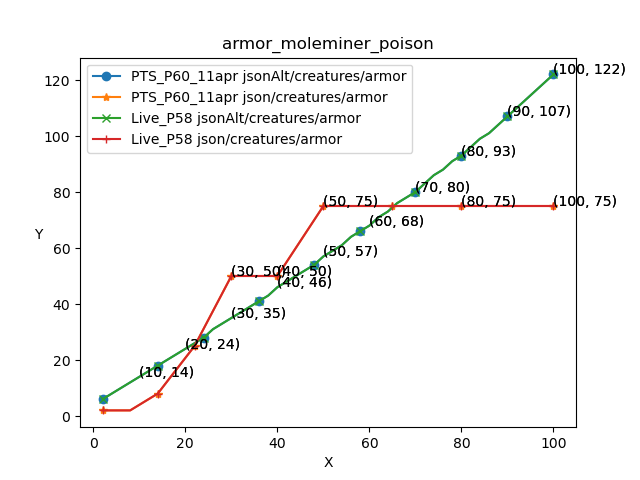 armor_moleminer_poison
PTS_P60_11apr jsonAlt/creatures/armor
PTS_P60_11apr json/creatures/armor
Live_P58 jsonAlt/creatures/armor
Live_P58 json/creatures/armor
(100, 122)
(90, 107)
(80, 93)
(70, 80)
(50, 75)
(80, 75)
(100, 75)
(60, 68)
(50, 57)
(30, 50)
(40, 50)
(40, 46)
(30, 35)
(20, 24)
(10, 14)
120
100
80
60
40
20
0
Y
0 20 40 60 80 100
X